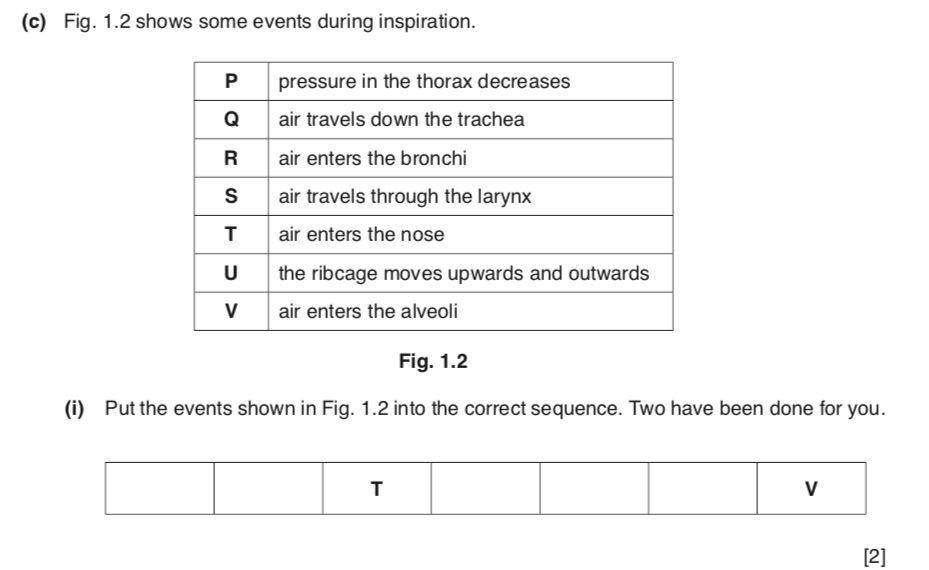 (c) Fig. 1.2 shows some events during inspiration.
P pressure in the thorax decreases
Q air travels down the trachea
R air enters the bronchi
S air travels through the larynx
T air enters the nose
U the ribcage moves upwards and outwards
V air enters the alveoli
Fig. 1.2
(i) Put the events shown in Fig. 1.2 into the correct sequence. Two have been done for you.
T V
[2]